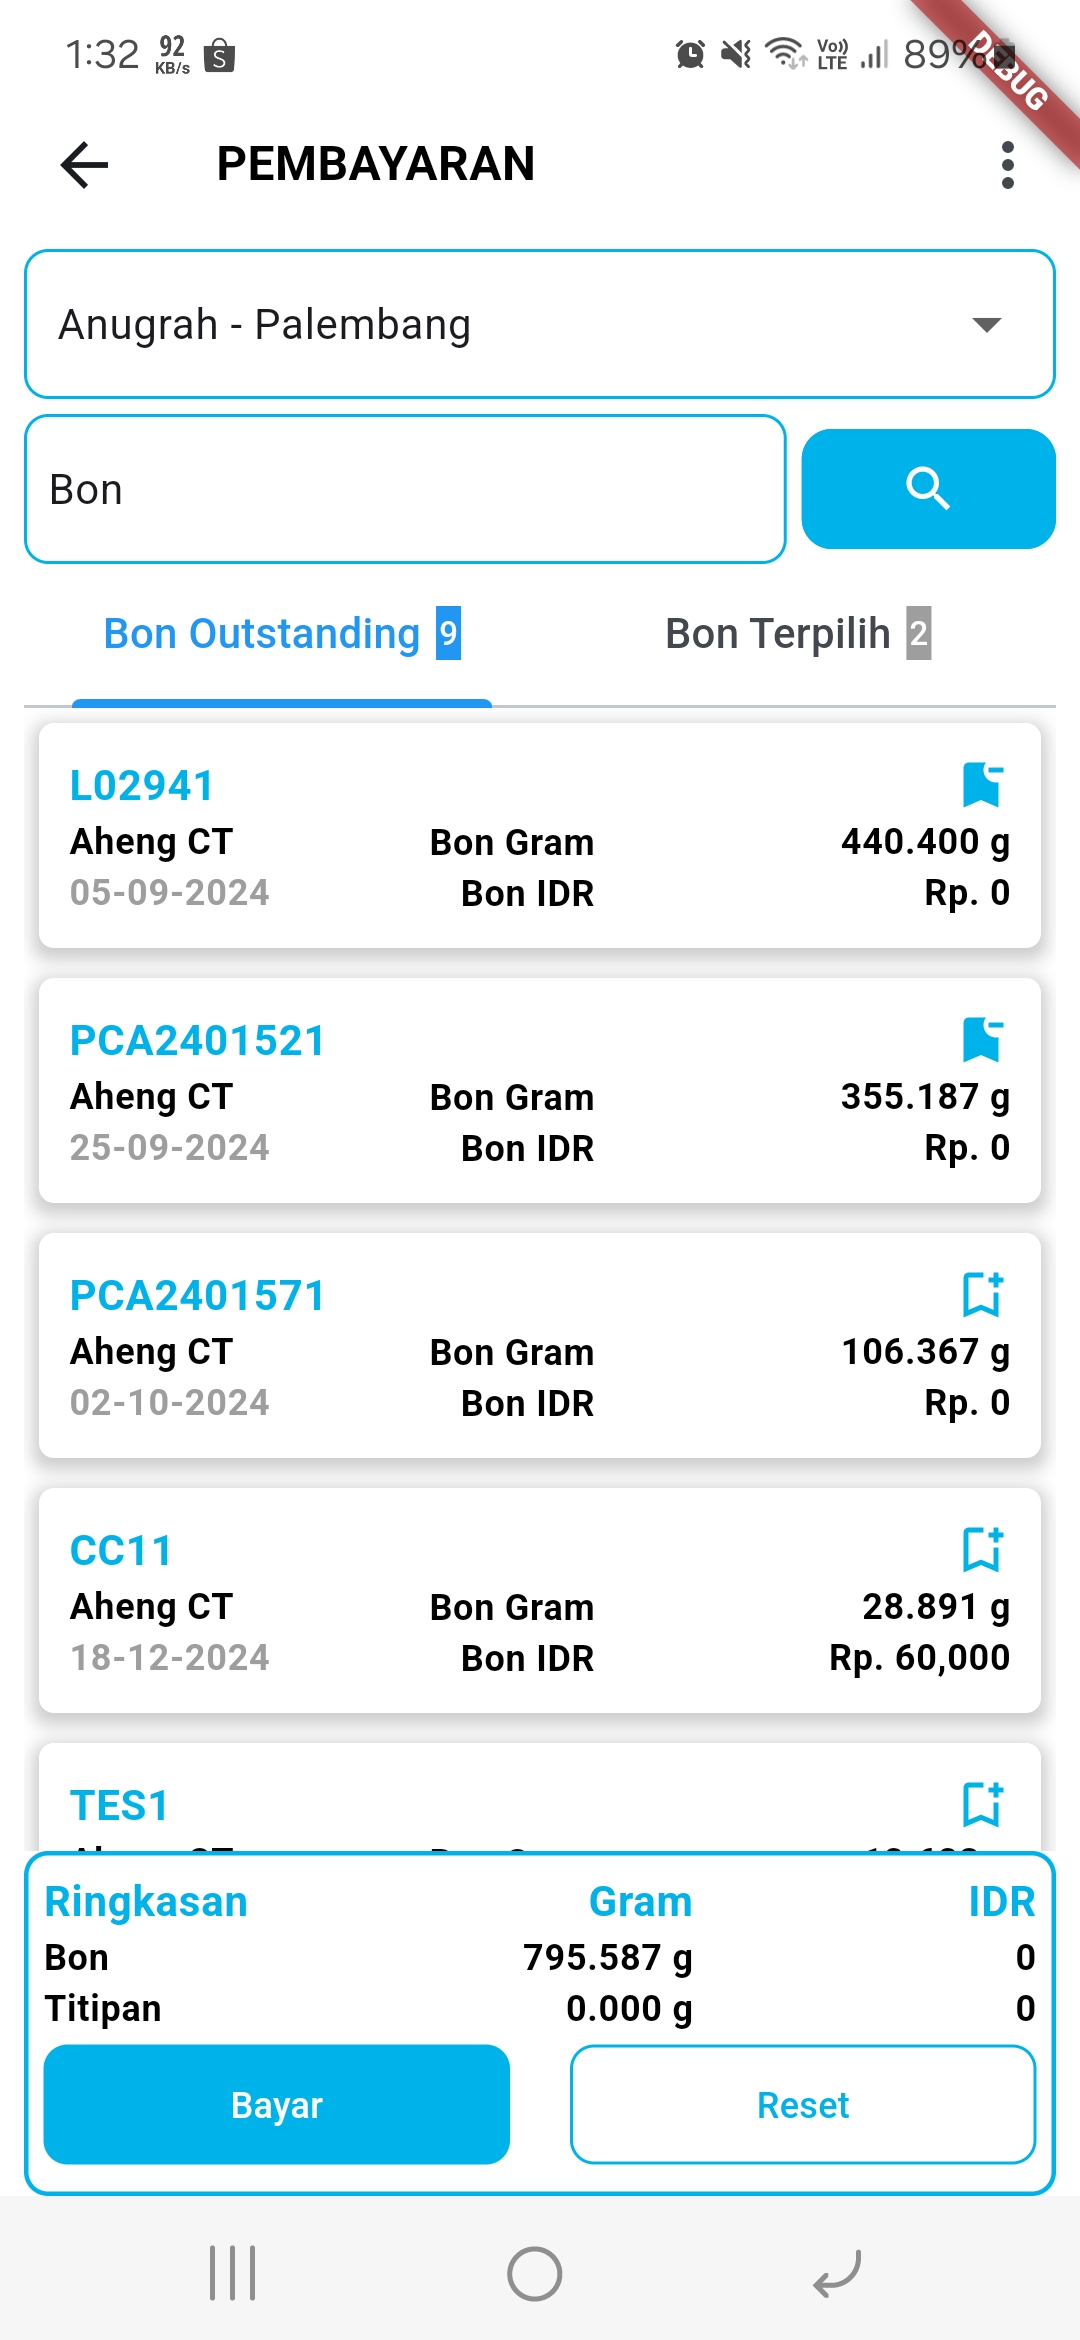 1:32 92 KB/s S Vo)) LTE 89%
DEBUG
PEMBAYARAN
Anugrah - Palembang
Bon
Bon Outstanding 9 Bon Terpilih 2
L02941
Aheng CT Bon Gram 440.400 g
05-09-2024 Bon IDR Rp. 0
PCA2401521
Aheng CT Bon Gram 355.187 g
25-09-2024 Bon IDR Rp. 0
PCA2401571
Aheng CT Bon Gram 106.367 g
02-10-2024 Bon IDR Rp. 0
CC11
Aheng CT Bon Gram 28.891 g
18-12-2024 Bon IDR Rp. 60,000
TES1
Ringkasan Gram IDR
Bon 795.587 g 0
Titipan 0.000 g 0
Bayar Reset